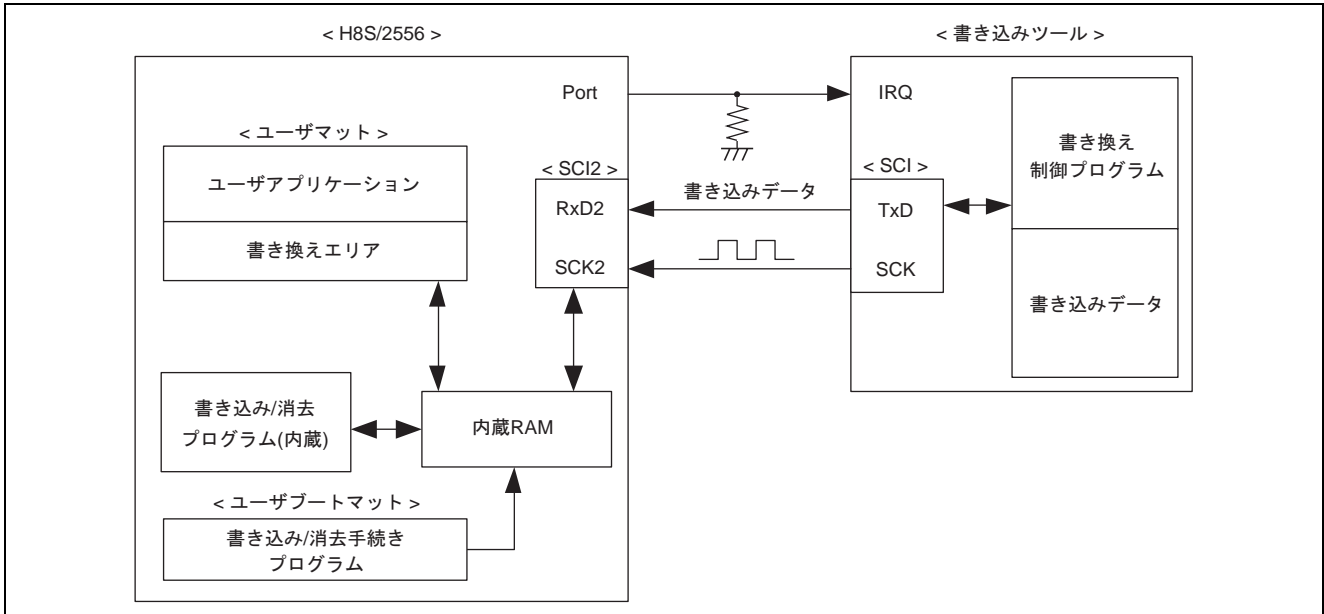 < H8S/2556 >
< 書き込みツール >
Port
IRQ
< ユーザマット >
ユーザアプリケーション
書き換えエリア
< SCI2 >
RxD2
SCK2
書き込みデータ
< SCI >
TxD
SCK
書き換え
制御プログラム
書き込みデータ
書き込み/消去
プログラム(内蔵)
内蔵RAM
< ユーザブートマット >
書き込み/消去手続き
プログラム